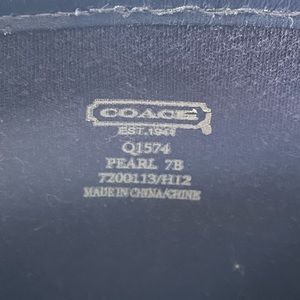 COACH
EST. 1941
Q1574
PEARL 7B
7200113/H12
MADE IN CHINA/CHINE